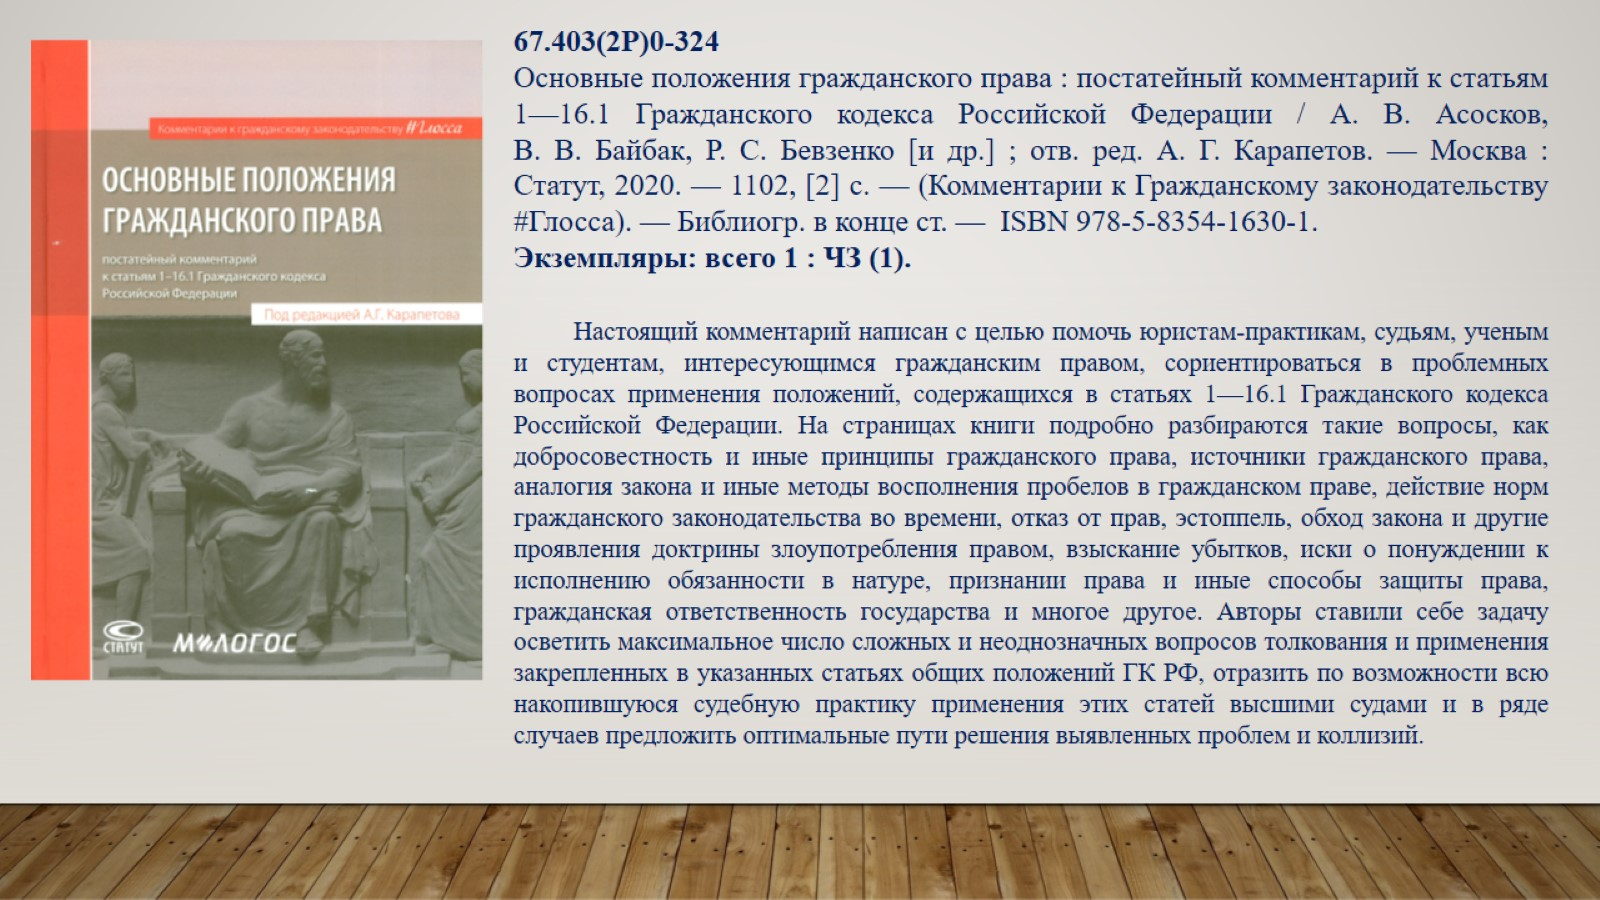 Комментарии к гражданскому законодательству #Глосса
ОСНОВНЫЕ ПОЛОЖЕНИЯ
ГРАЖДАНСКОГО ПРАВА
постатейный комментарий
к статьям 1–16.1 Гражданского кодекса
Российской Федерации
Под редакцией А.Г. Карапетова
СТАТУТ
М-ЛОГОС
67.403(2Р)0-324
Основные положения гражданского права : постатейный комментарий к статьям
1—16.1 Гражданского кодекса Российской Федерации / А. В. Асосков,
В. В. Байбак, Р. С. Бевзенко [и др.] ; отв. ред. А. Г. Карапетов. — Москва :
Статут, 2020. — 1102, [2] с. — (Комментарии к Гражданскому законодательству
#Глосса). — Библиогр. в конце ст. — ISBN 978-5-8354-1630-1.
Экземпляры: всего 1 : ЧЗ (1).
Настоящий комментарий написан с целью помочь юристам-практикам, судьям, ученым
и студентам, интересующимся гражданским правом, сориентироваться в проблемных
вопросах применения положений, содержащихся в статьях 1—16.1 Гражданского кодекса
Российской Федерации. На страницах книги подробно разбираются такие вопросы, как
добросовестность и иные принципы гражданского права, источники гражданского права,
аналогия закона и иные методы восполнения пробелов в гражданском праве, действие норм
гражданского законодательства во времени, отказ от прав, эстоппель, обход закона и другие
проявления доктрины злоупотребления правом, взыскание убытков, иски о понуждении к
исполнению обязанности в натуре, признании права и иные способы защиты права,
гражданская ответственность государства и многое другое. Авторы ставили себе задачу
осветить максимальное число сложных и неоднозначных вопросов толкования и применения
закрепленных в указанных статьях общих положений ГК РФ, отразить по возможности всю
накопившуюся судебную практику применения этих статей высшими судами и в ряде
случаев предложить оптимальные пути решения выявленных проблем и коллизий.